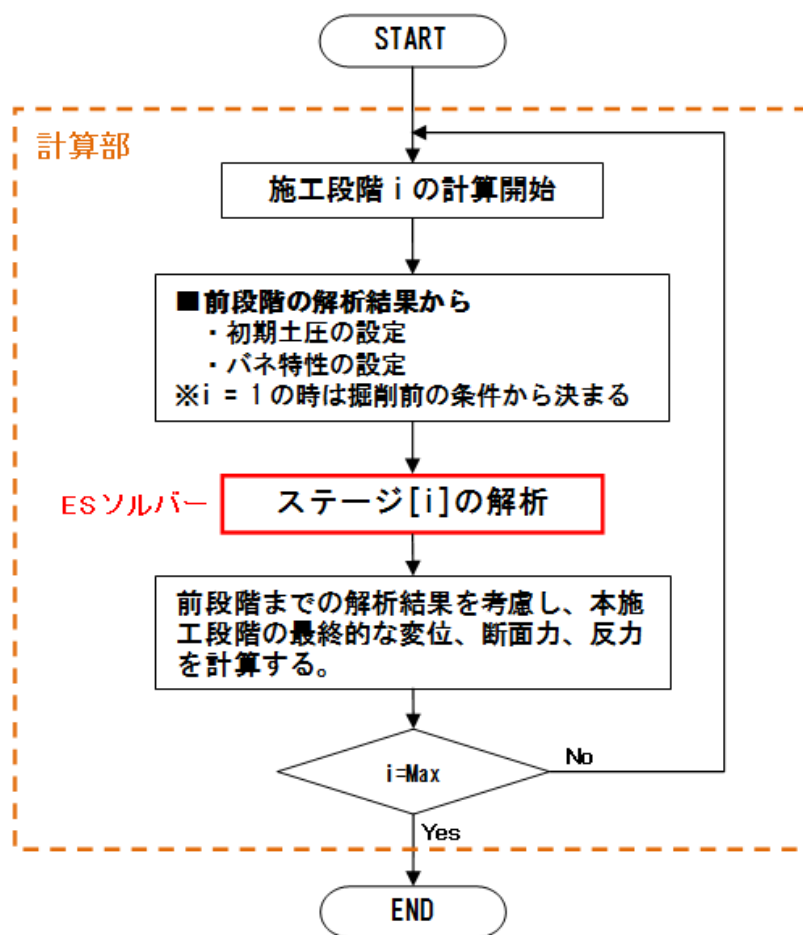 START
計算部
施工段階 i の計算開始
■前段階の解析結果から
・初期土圧の設定
・バネ特性の設定
※i = 1の時は掘削前の条件から決まる
ESソルバー
ステージ[i]の解析
前段階までの解析結果を考慮し、本施
工段階の最終的な変位、断面力、反力
を計算する。
i=Max
No
Yes
END